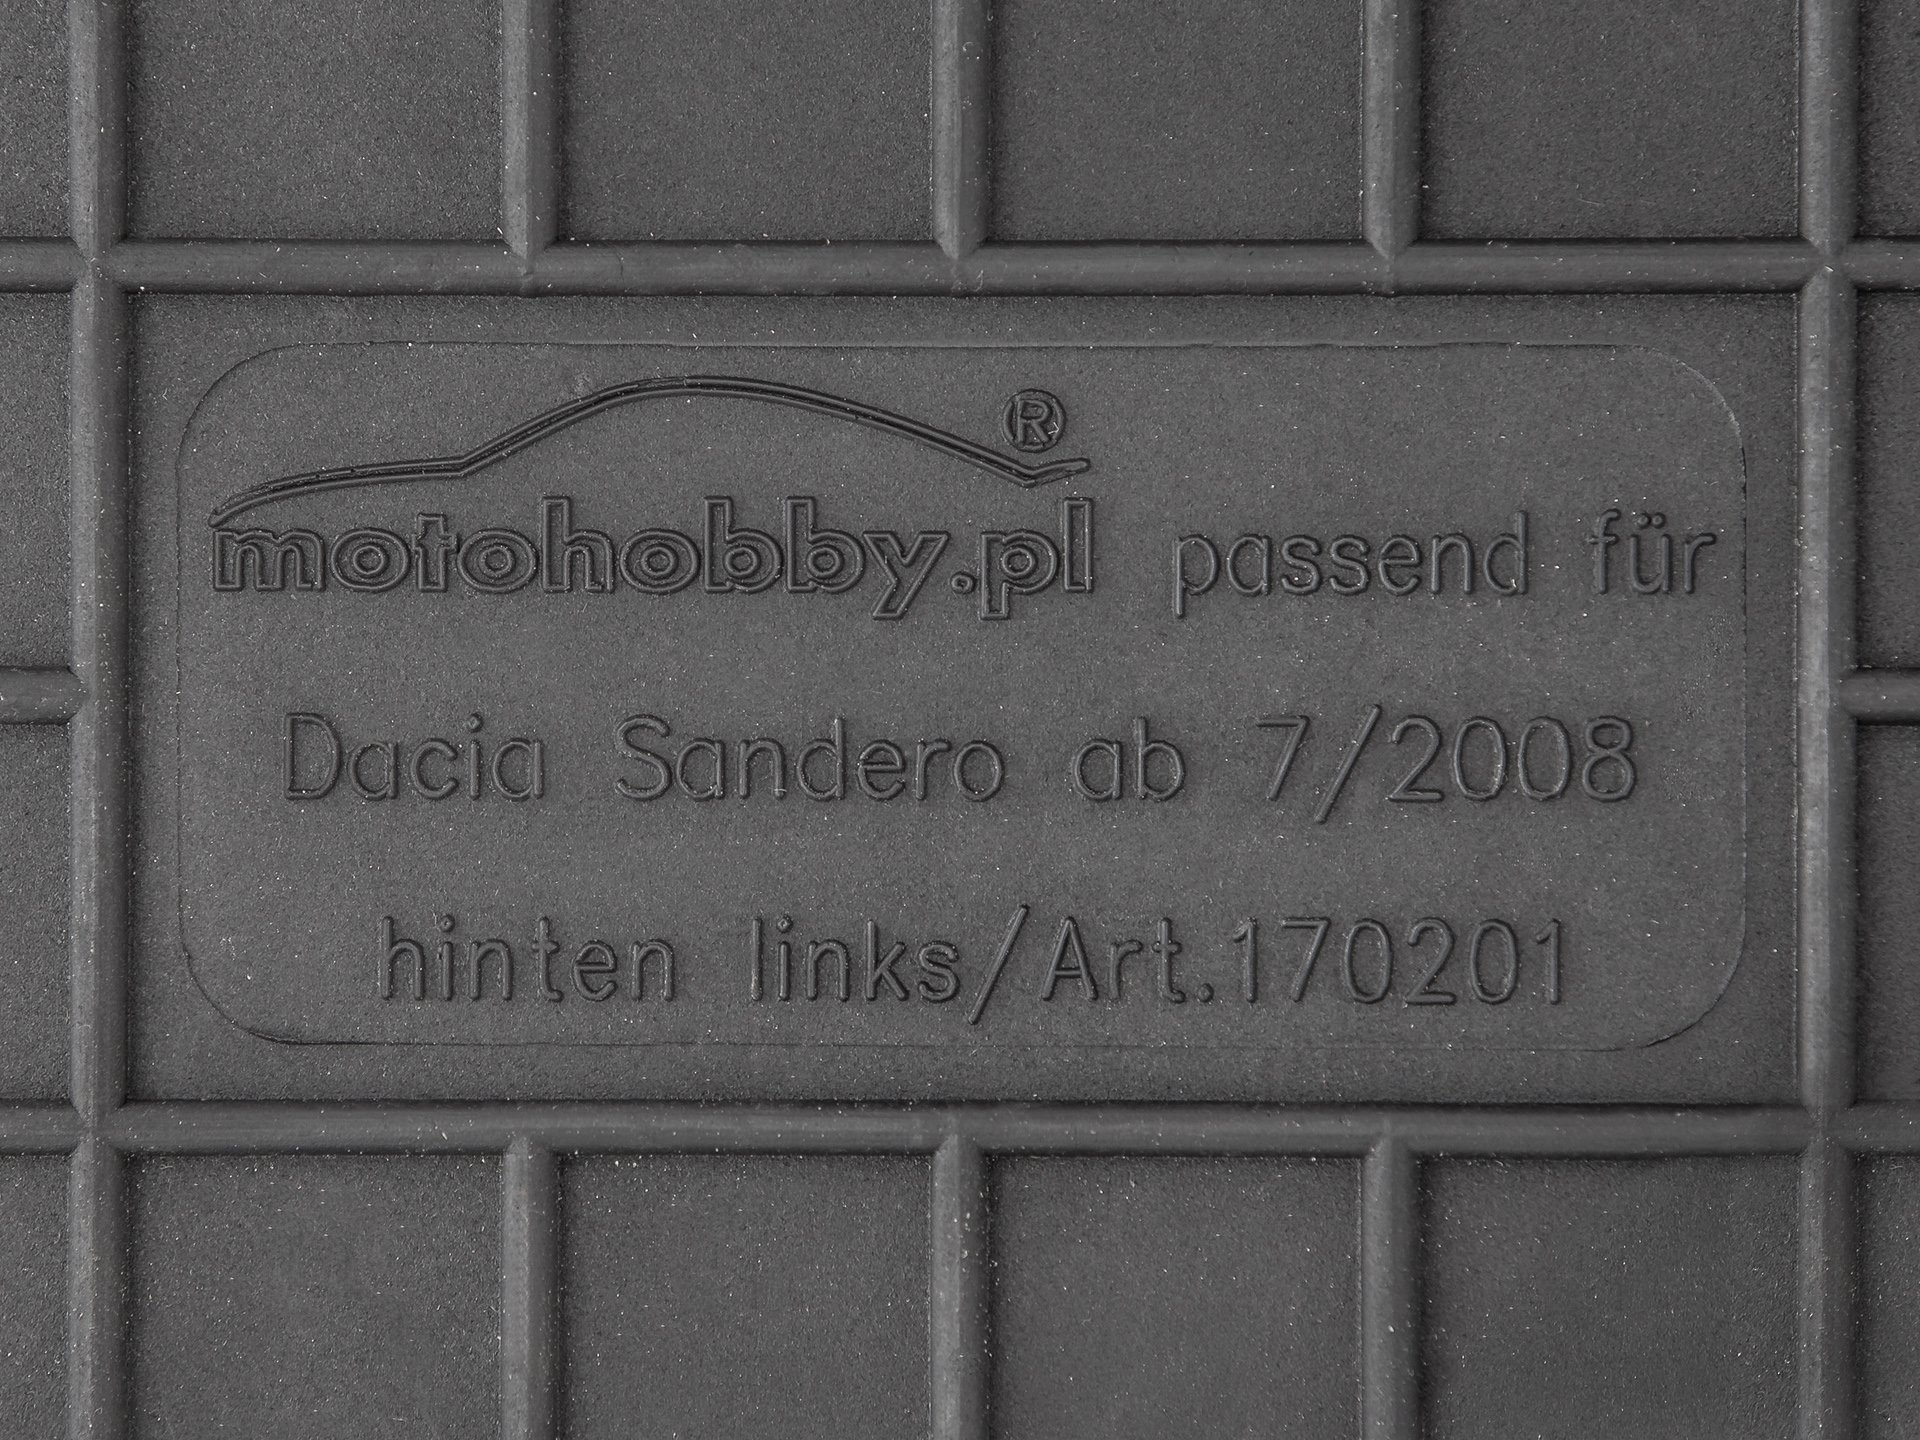 motohobby.pl® passend für
Dacia Sandero ab 7/2008
hinten links/Art.170201